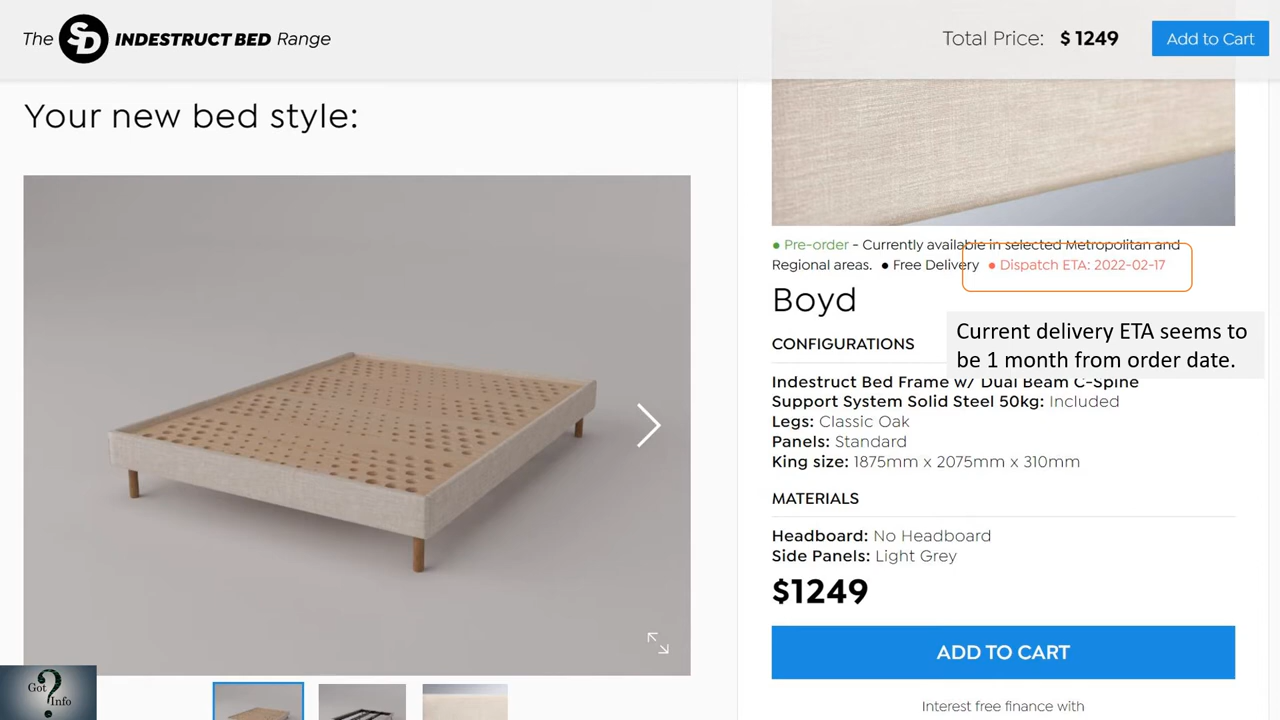 The SD INDESTRUCT BED Range
Total Price: $ 1249
Add to Cart
Your new bed style:
● Pre-order - Currently available in selected Metropolitan and
Regional areas. ● Free Delivery ● Dispatch ETA: 2022-02-17
Boyd
Current delivery ETA seems to
be 1 month from order date.
CONFIGURATIONS
Indestruct Bed Frame w/ Dual Beam C-Spine
Support System Solid Steel 50kg: Included
Legs: Classic Oak
Panels: Standard
King size: 1875mm x 2075mm x 310mm
MATERIALS
Headboard: No Headboard
Side Panels: Light Grey
$1249
ADD TO CART
Interest free finance with
Got ? Info